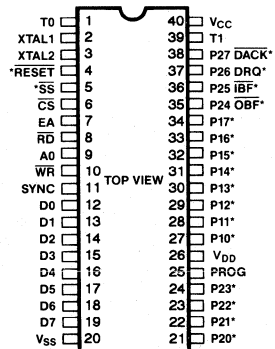 T0 1 40 VCC
XTAL1 2 39 T1
XTAL2 3 38 P27 DACK*
*RESET 4 37 P26 DRQ*
*SS 5 36 P25 IBF*
CS 6 35 P24 OBF*
EA 7 34 P17*
RD 8 33 P16*
A0 9 32 P15*
WR 10 31 P14*
SYNC 11 TOP VIEW 30 P13*
D0 12 29 P12*
D1 13 28 P11*
D2 14 27 P10*
D3 15 26 VDD
D4 16 25 PROG
D5 17 24 P23*
D6 18 23 P22*
D7 19 22 P21*
VSS 20 21 P20*